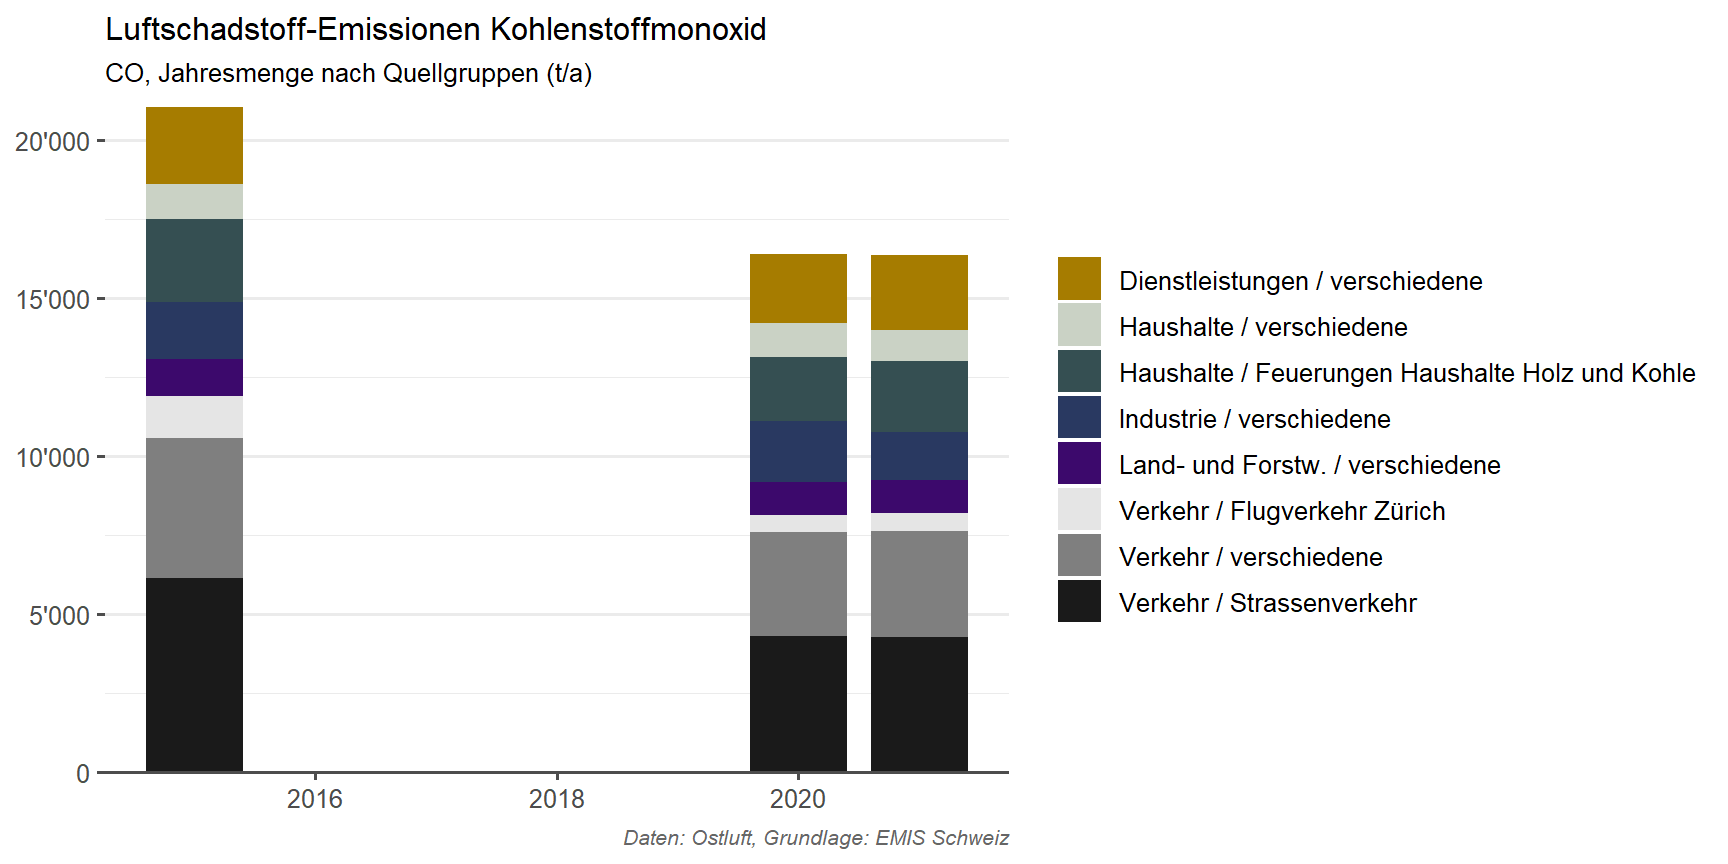 Luftschadstoff-Emissionen Kohlenstoffmonoxid
CO, Jahresmenge nach Quellgruppen (t/a)
20'000
15'000
10'000
5'000
0
2016
2018
2020
Dienstleistungen / verschiedene
Haushalte / verschiedene
Haushalte / Feuerungen Haushalte Holz und Kohle
Industrie / verschiedene
Land- und Forstw. / verschiedene
Verkehr / Flugverkehr Zürich
Verkehr / verschiedene
Verkehr / Strassenverkehr
Daten: Ostluft, Grundlage: EMIS Schweiz